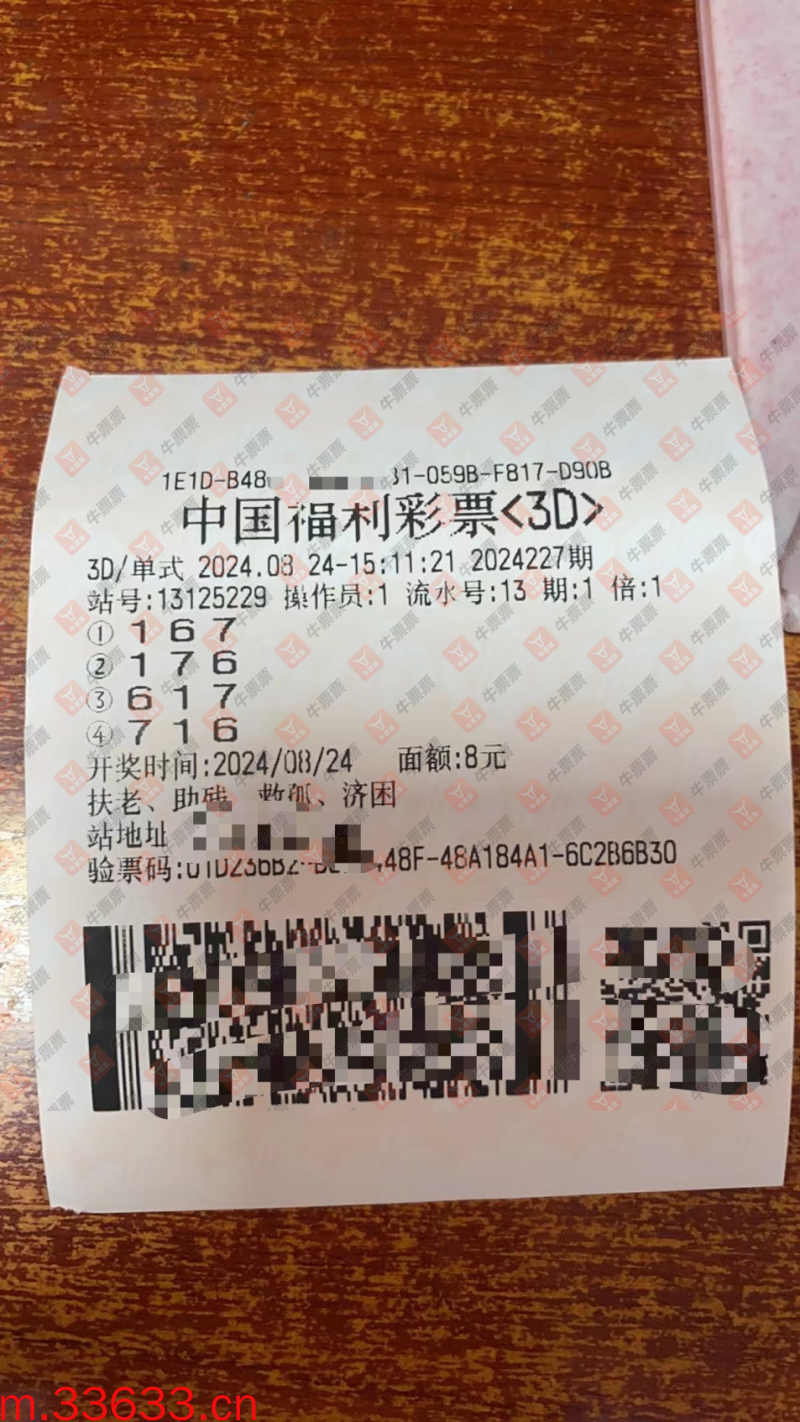 1E1D-B48 31-059B-F817-D90B
中国福利彩票<3D>
3D/单式 2024.08 24-15:11:21 2024227期
站号:13125229 操作员:1 流水号:13 期:1 倍:1
① 1 6 7
② 1 7 6
③ 6 1 7
④ 7 1 6
开奖时间:2024/08/24 面额:8元
扶老、助残、救孤、济困
站地址
验票码:01D236B2- 48F-48A184A1-6C2B6B30
牛票票
m.33633.cn